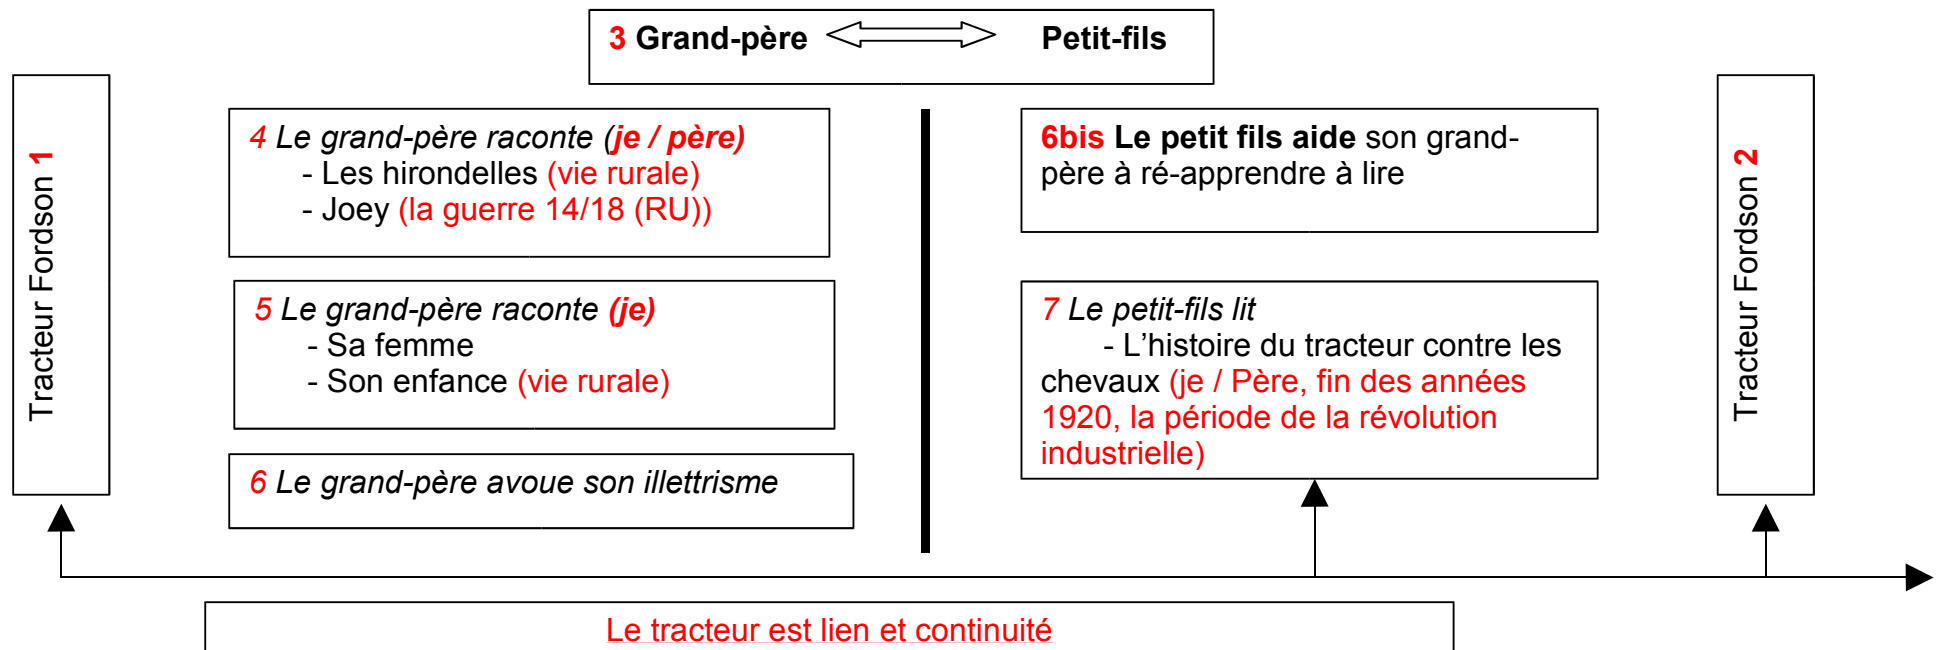 3 Grand-père Petit-fils
Tracteur Fordson 1
4 Le grand-père raconte (je / père)
- Les hirondelles (vie rurale)
- Joey (la guerre 14/18 (RU))
5 Le grand-père raconte (je)
- Sa femme
- Son enfance (vie rurale)
6 Le grand-père avoue son illettrisme
6bis Le petit fils aide son grand-
père à ré-apprendre à lire
7 Le petit-fils lit
- L'histoire du tracteur contre les
chevaux (je / Père, fin des années
1920, la période de la révolution
industrielle)
Tracteur Fordson 2
Le tracteur est lien et continuité